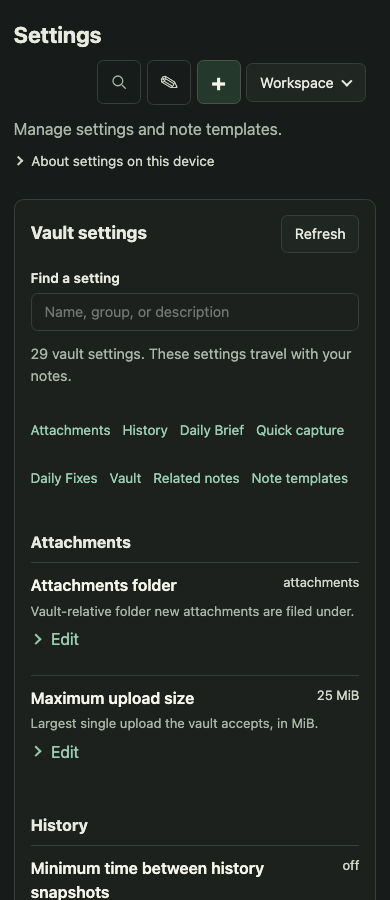 Settings
Workspace
Manage settings and note templates.
About settings on this device
Vault settings
Refresh
Find a setting
Name, group, or description
29 vault settings. These settings travel with your
notes.
Attachments History Daily Brief Quick capture
Daily Fixes Vault Related notes Note templates
Attachments
Attachments folder attachments
Vault-relative folder new attachments are filed under.
Edit
Maximum upload size 25 MiB
Largest single upload the vault accepts, in MiB.
Edit
History
Minimum time between history off
snapshots